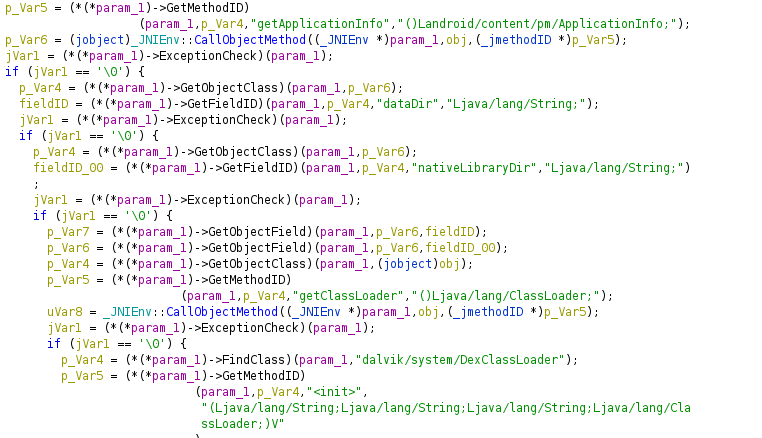 p_Var5 = (*(*param_1)->GetMethodID)
(param_1,p_Var4,"getApplicationInfo","()Landroid/content/pm/ApplicationInfo;");
p_Var6 = (jobject)_JNIEnv::CallObjectMethod((_JNIEnv *)param_1,obj,(_jmethodID *)p_Var5);
jVar1 = (*(*param_1)->ExceptionCheck)(param_1);
if (jVar1 == '\0') {
p_Var4 = (*(*param_1)->GetObjectClass)(param_1,p_Var6);
fieldID = (*(*param_1)->GetFieldID)(param_1,p_Var4,"dataDir","Ljava/lang/String;");
jVar1 = (*(*param_1)->ExceptionCheck)(param_1);
if (jVar1 == '\0') {
p_Var4 = (*(*param_1)->GetObjectClass)(param_1,p_Var6);
fieldID_00 = (*(*param_1)->GetFieldID)(param_1,p_Var4,"nativeLibraryDir","Ljava/lang/String;")
;
jVar1 = (*(*param_1)->ExceptionCheck)(param_1);
if (jVar1 == '\0') {
p_Var7 = (*(*param_1)->GetObjectField)(param_1,p_Var6,fieldID);
p_Var6 = (*(*param_1)->GetObjectField)(param_1,p_Var6,fieldID_00);
p_Var4 = (*(*param_1)->GetObjectClass)(param_1,(jobject)obj);
p_Var5 = (*(*param_1)->GetMethodID)
(param_1,p_Var4,"getClassLoader","()Ljava/lang/ClassLoader;");
uVar8 = _JNIEnv::CallObjectMethod((_JNIEnv *)param_1,obj,(_jmethodID *)p_Var5);
jVar1 = (*(*param_1)->ExceptionCheck)(param_1);
if (jVar1 == '\0') {
p_Var4 = (*(*param_1)->FindClass)(param_1,"dalvik/system/DexClassLoader");
p_Var5 = (*(*param_1)->GetMethodID)
(param_1,p_Var4,"<init>",
"(Ljava/lang/String;Ljava/lang/String;Ljava/lang/String;Ljava/lang/Cla
ssLoader;)V"